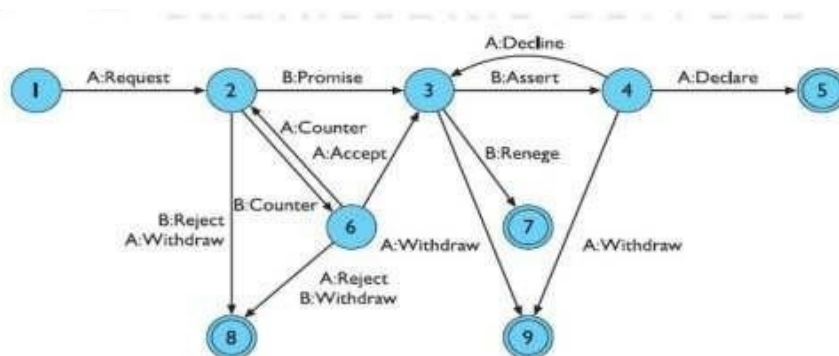 A:Decline
A:Request
B:Promise
B:Assert
A:Declare
1
2
3
4
5
A:Counter
A:Accept
B:Renege
B:Reject
A:Withdraw
B:Counter
6
7
A:Withdraw
A:Withdraw
A:Reject
B:Withdraw
8
9